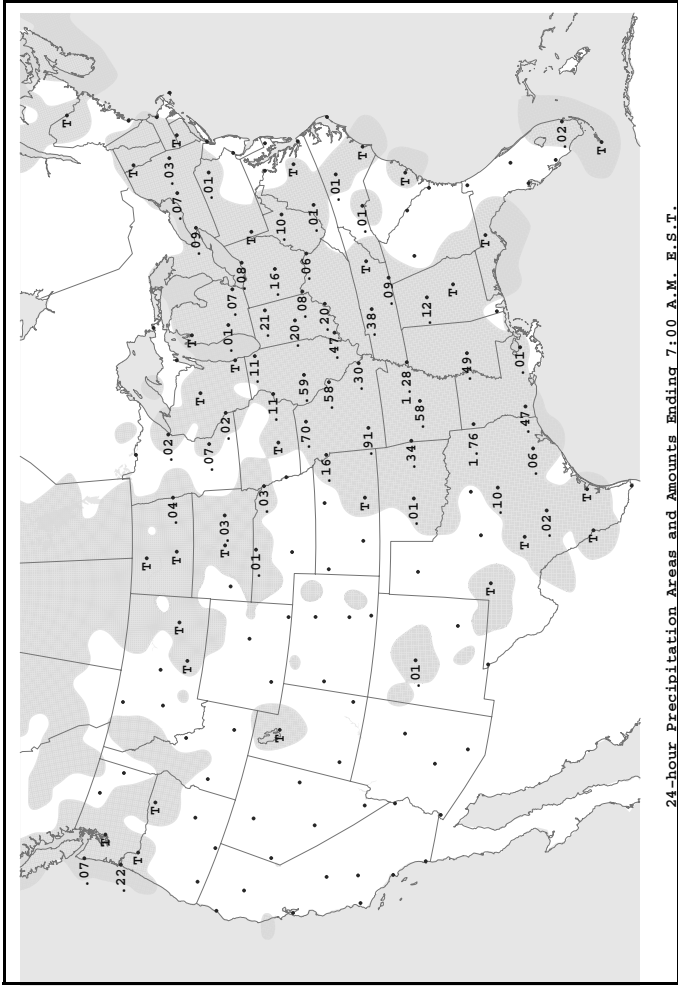 T
.07
T
.22
T
T
T
T
.02
.03
.04
T
.07
T
T
T
T
.09
T
.07
.01
T
.03
.02
.01
.07
T
.08
T
.01
.11
.03
.21
.11
.16
T
T
.10
T
.20
.08
.59
.70
.06
.01
.20
.16
.58
.47
.01
.30
.01
T
T
T
.91
.38
.09
T
1.28
.34
.01
.01
.58
.12
T
.49
1.76
T
T
.10
.01
.47
T
.06
.02
.02
T
T
T
24-hour Precipitation Areas and Amounts Ending 7:00 A.M. E.S.T.